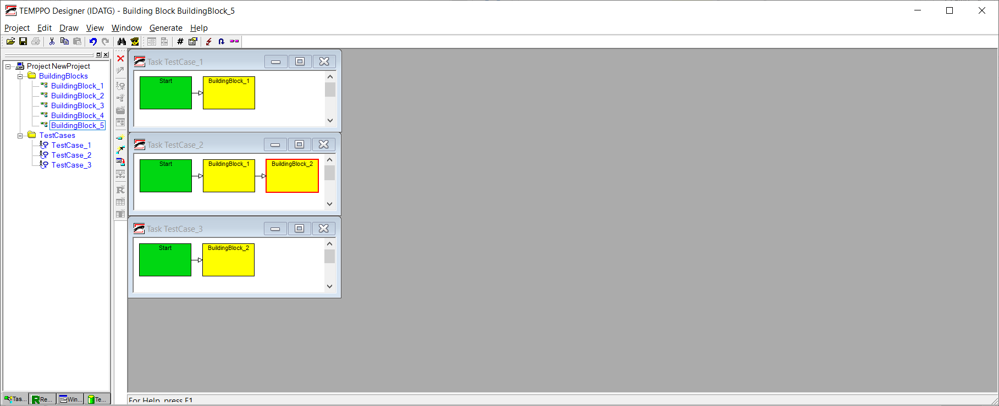 TEMPPO Designer (IDATG) - Building Block BuildingBlock_5
Project Edit Draw View Window Generate Help
Project NewProject
BuildingBlocks
BuildingBlock_1
BuildingBlock_2
BuildingBlock_3
BuildingBlock_4
BuildingBlock_5
TestCases
TestCase_1
TestCase_2
TestCase_3
Tas...
Re...
Win...
Te...
Task TestCase_1
Start
BuildingBlock_1
Task TestCase_2
Start
BuildingBlock_1
BuildingBlock_2
Task TestCase_3
Start
BuildingBlock_2
For Help, press F1